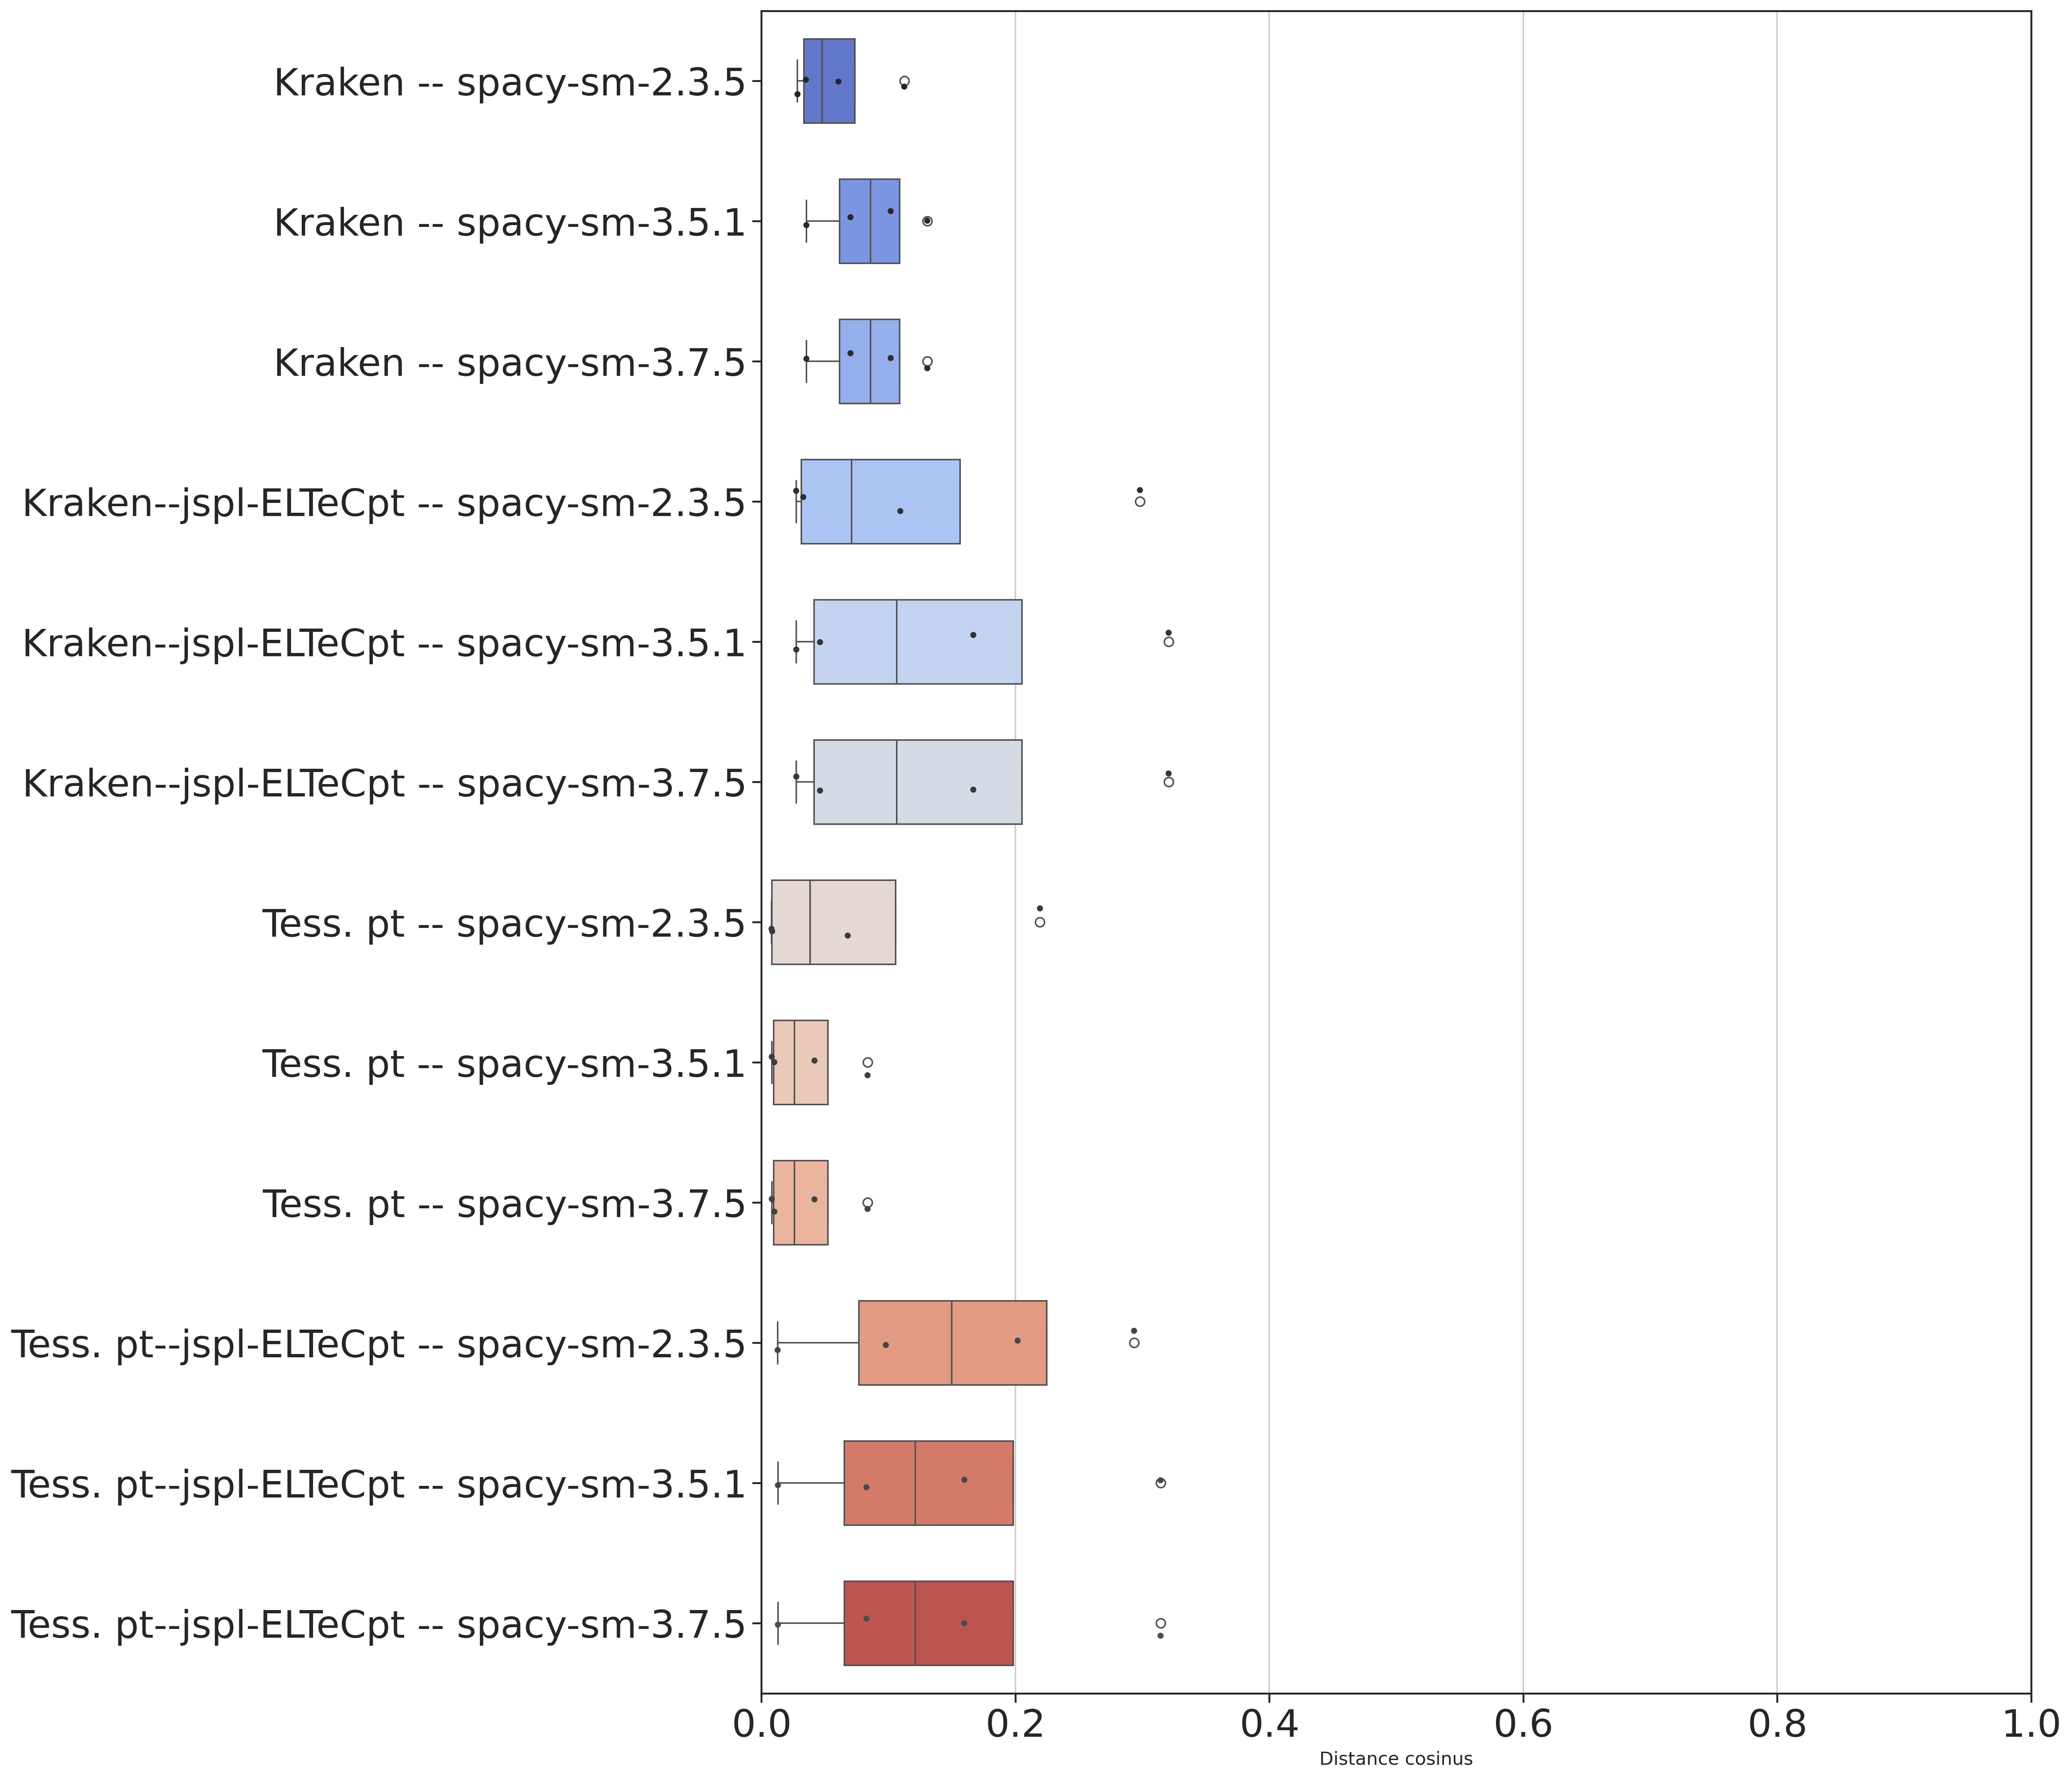 Kraken -- spacy-sm-2.3.5
Kraken -- spacy-sm-3.5.1
Kraken -- spacy-sm-3.7.5
Kraken--jspl-ELTeCpt -- spacy-sm-2.3.5
Kraken--jspl-ELTeCpt -- spacy-sm-3.5.1
Kraken--jspl-ELTeCpt -- spacy-sm-3.7.5
Tess. pt -- spacy-sm-2.3.5
Tess. pt -- spacy-sm-3.5.1
Tess. pt -- spacy-sm-3.7.5
Tess. pt--jspl-ELTeCpt -- spacy-sm-2.3.5
Tess. pt--jspl-ELTeCpt -- spacy-sm-3.5.1
Tess. pt--jspl-ELTeCpt -- spacy-sm-3.7.5
0.0 0.2 0.4 0.6 0.8 1.0
Distance cosinus